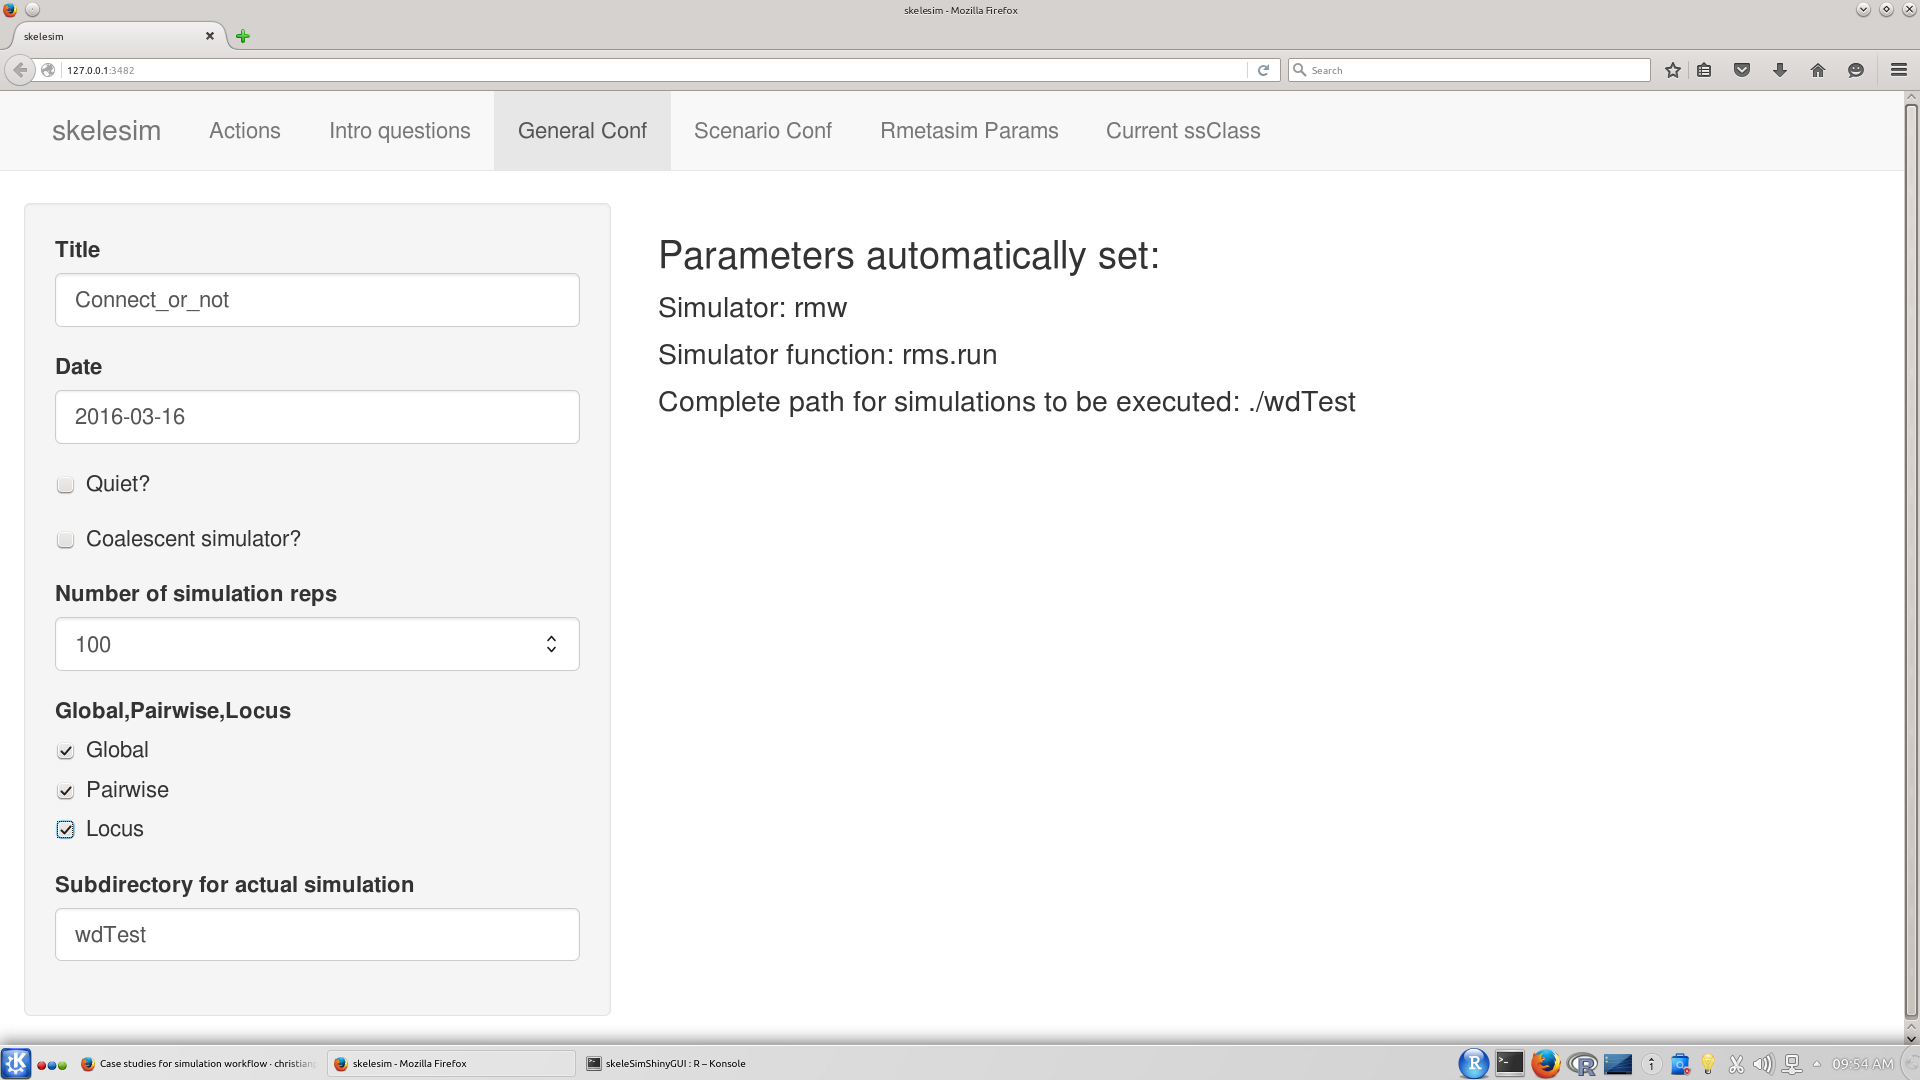 skelesim - Mozilla Firefox
skelesim
127.0.0.1:3482
Search
skelesim Actions Intro questions General Conf Scenario Conf Rmetasim Params Current ssClass
Title
Connect_or_not
Date
2016-03-16
Quiet?
Coalescent simulator?
Number of simulation reps
100
Global,Pairwise,Locus
Global
Pairwise
Locus
Subdirectory for actual simulation
wdTest
Parameters automatically set:
Simulator: rmw
Simulator function: rms.run
Complete path for simulations to be executed: ./wdTest
Case studies for simulation workflow · christian
skelesim - Mozilla Firefox
skeleSimShinyGUI : R – Konsole
09:54 AM